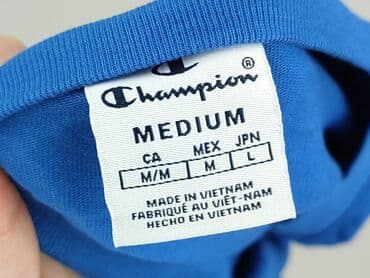 Champion®
MEDIUM
CA MEX JPN
M/M M L
MADE IN VIETNAM
FABRIQUÉ AU VIÊT-NAM
HECHO EN VIETNAM